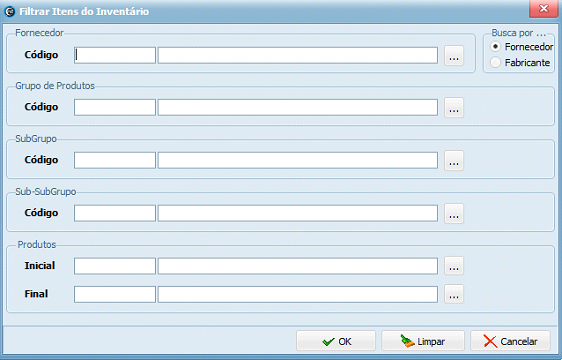 Filtrar Itens do Inventário
Fornecedor
Código ...
Busca por ...
Fornecedor
Fabricante
Grupo de Produtos
Código ...
SubGrupo
Código ...
Sub-SubGrupo
Código ...
Produtos
Inicial ...
Final ...
OK Limpar Cancelar